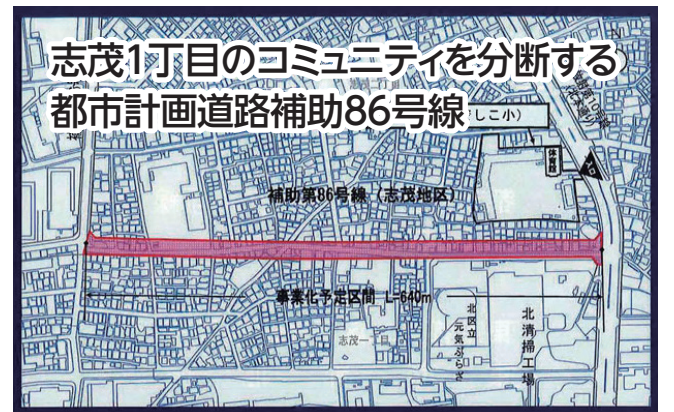 志茂1丁目のコミュニティを分断する
都市計画道路補助86号線
しこ小)
体育館
補助第86号線(志茂地区)
事業化予定区間 L=640m
北区立
元気ぷらざ
北清掃工場
志茂一丁目